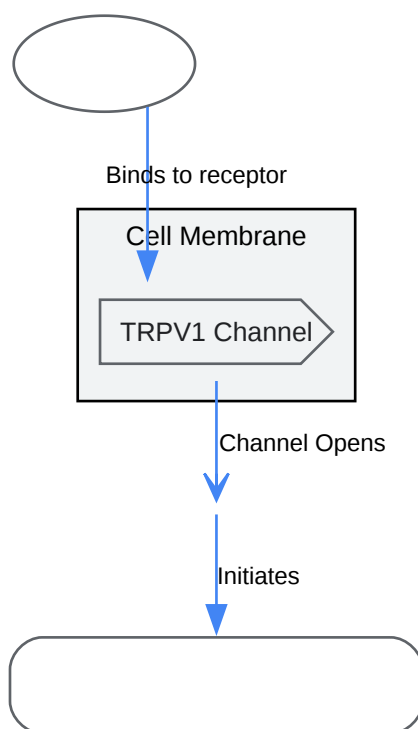 Binds to receptor
Cell Membrane
TRPV1 Channel
Channel Opens
Initiates